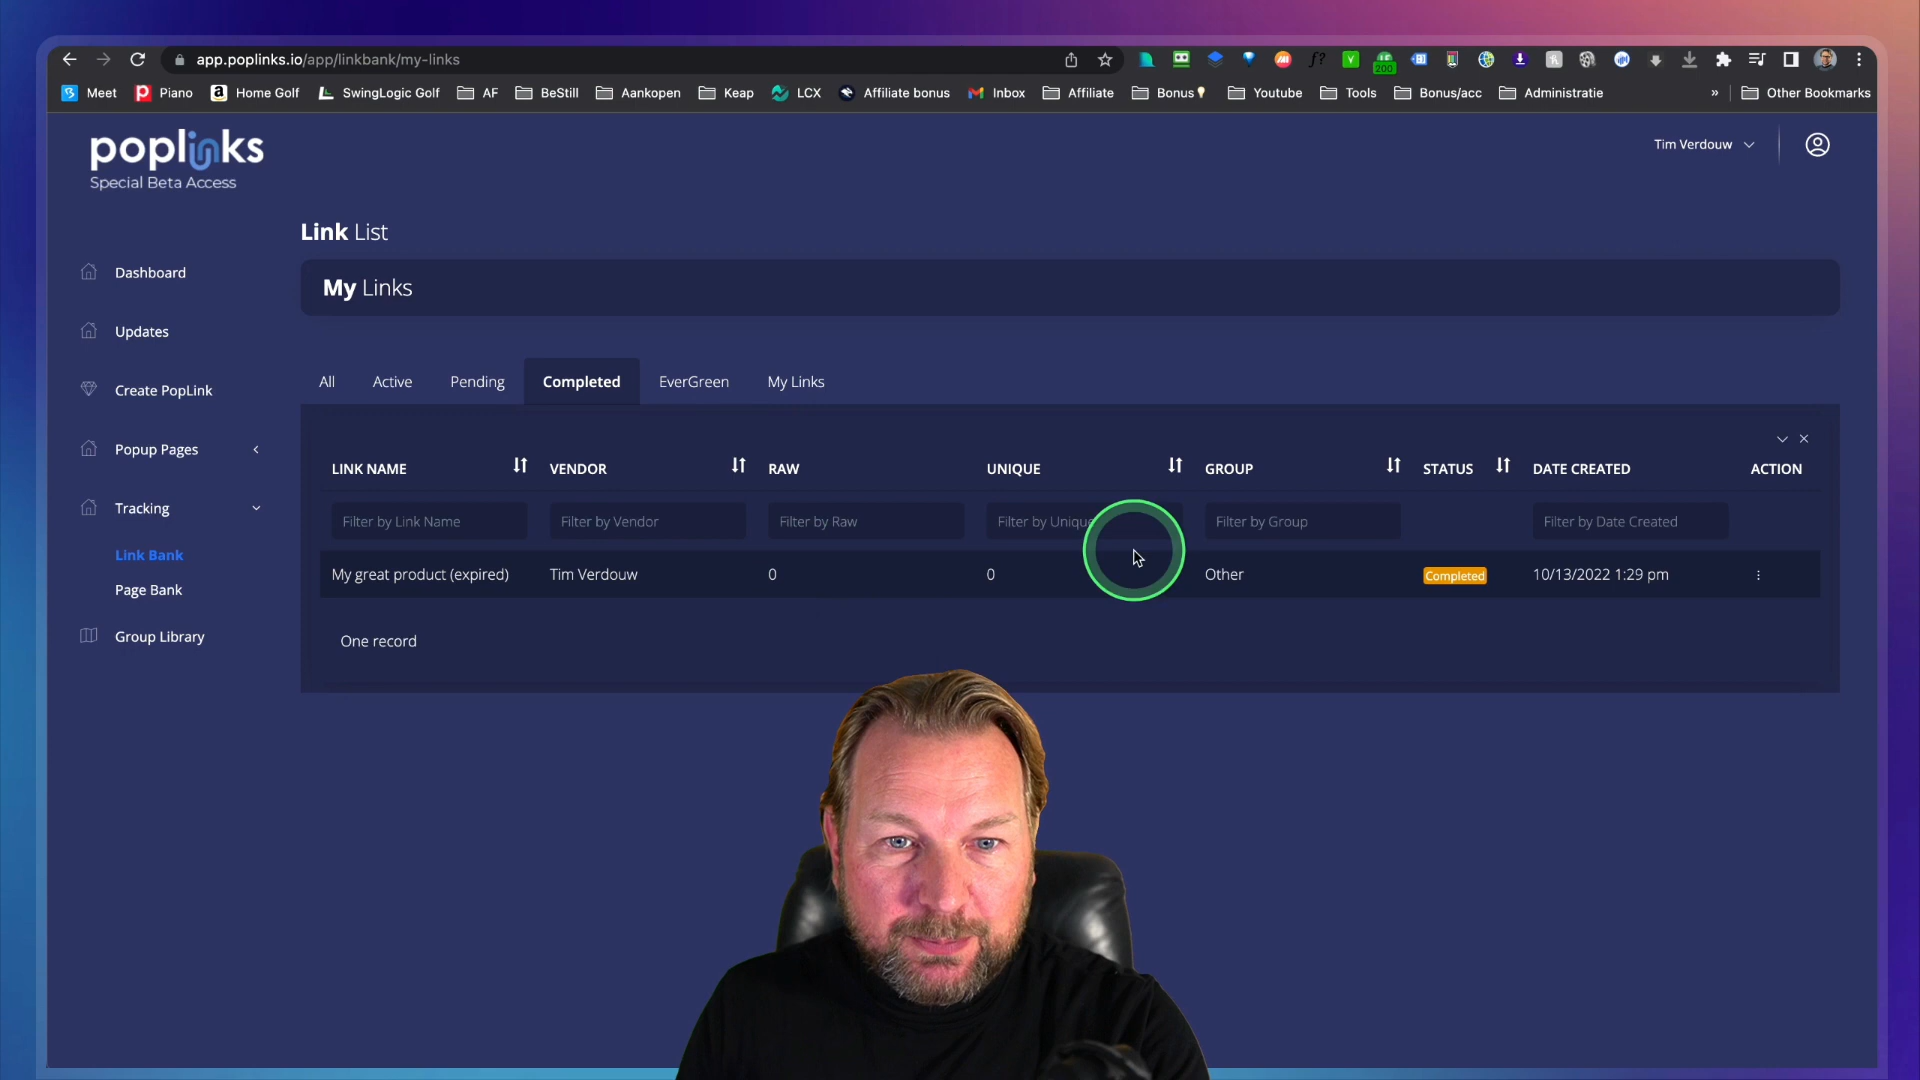 app.poplinks.io/app/linkbank/my-links
200
Meet Piano Home Golf SwingLogic Golf AF BeStill Aankopen Keap LCX Affiliate bonus Inbox Affiliate Bonus Youtube Tools Bonus/acc Administratie » Other Bookmarks
poplinks
Special Beta Access
Tim Verdouw
Link List
My Links
Dashboard
Updates
Create PopLink
Popup Pages
Tracking
Link Bank
Page Bank
Group Library
All Active Pending Completed EverGreen My Links
LINK NAME VENDOR RAW UNIQUE GROUP STATUS DATE CREATED ACTION
Filter by Link Name Filter by Vendor Filter by Raw Filter by Unique Filter by Group Filter by Date Created
My great product (expired) Tim Verdouw 0 0 Other Completed 10/13/2022 1:29 pm
One record